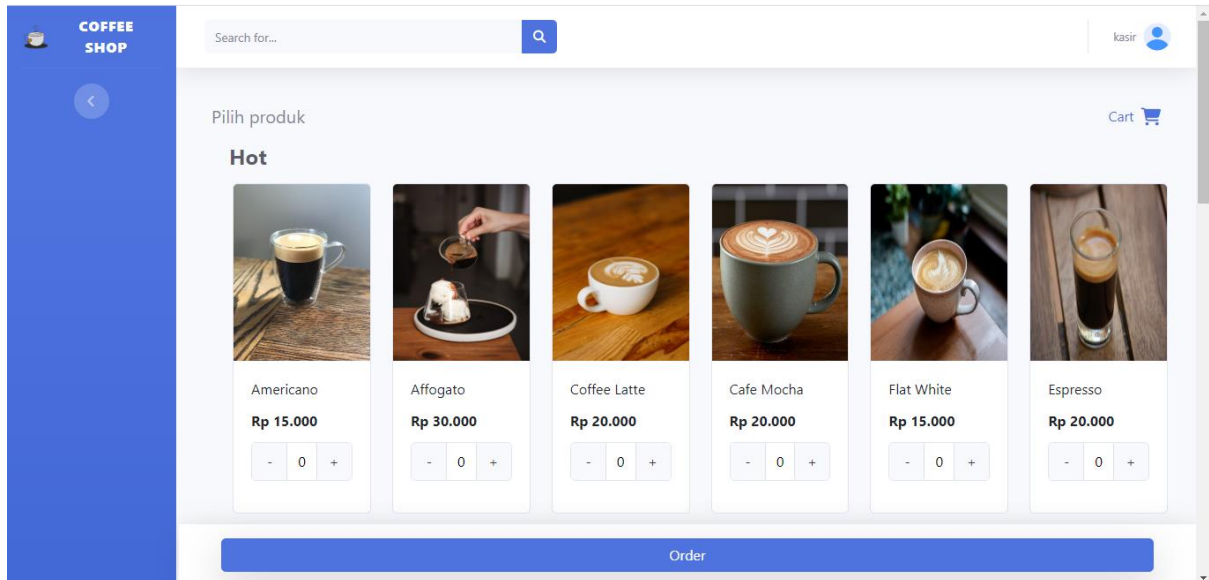 COFFEE
SHOP
Search for...
kasir
Pilih produk
Cart
Hot
Americano
Rp 15.000
- 0 +
Affogato
Rp 30.000
- 0 +
Coffee Latte
Rp 20.000
- 0 +
Cafe Mocha
Rp 20.000
- 0 +
Flat White
Rp 15.000
- 0 +
Espresso
Rp 20.000
- 0 +
Order